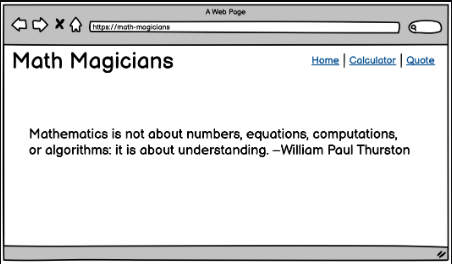 A Web Page
https://math-magicians
Math Magicians
Home | Calculator | Quote
Mathematics is not about numbers, equations, computations,
or algorithms: it is about understanding. —William Paul Thurston